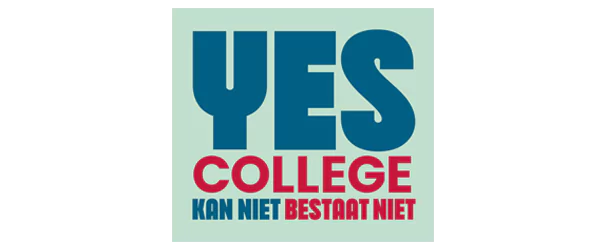 YES
COLLEGE
KAN NIET BESTAAT NIET